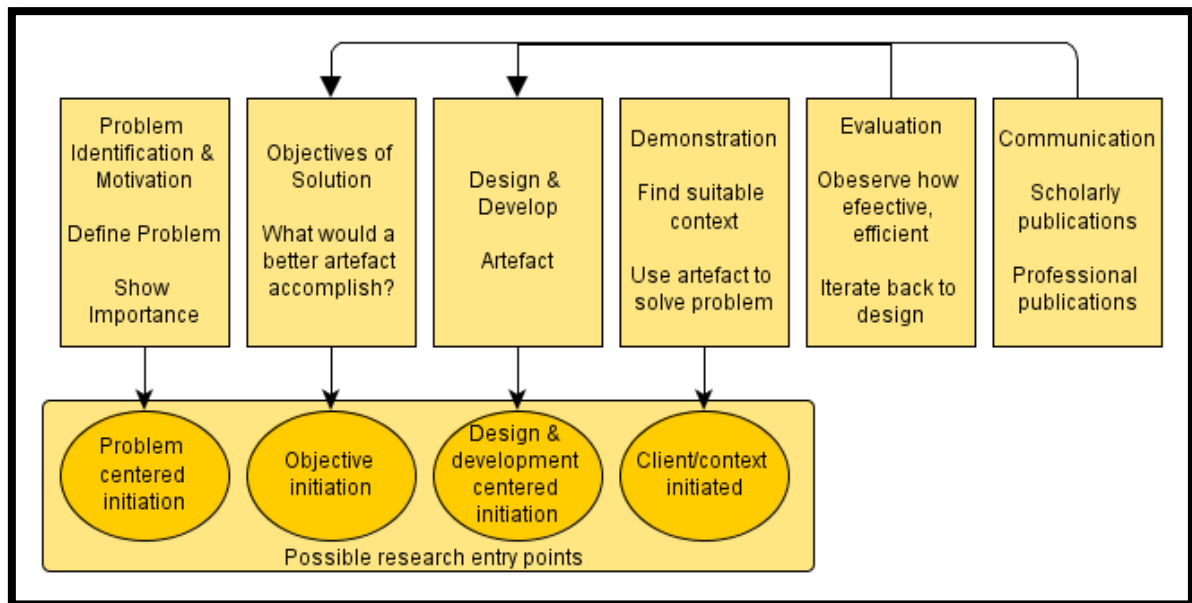 Problem
Identification &
Motivation
Define Problem
Show
Importance
Objectives of
Solution
What would a
better artefact
accomplish?
Design &
Develop
Artefact
Demonstration
Find suitable
context
Use artefact to
solve problem
Evaluation
Obeserve how
efeective,
efficient
Iterate back to
design
Communication
Scholarly
publications
Professional
publications
Problem
centered
initiation
Objective
initiation
Design &
development
centered
initiation
Client/context
initiated
Possible research entry points